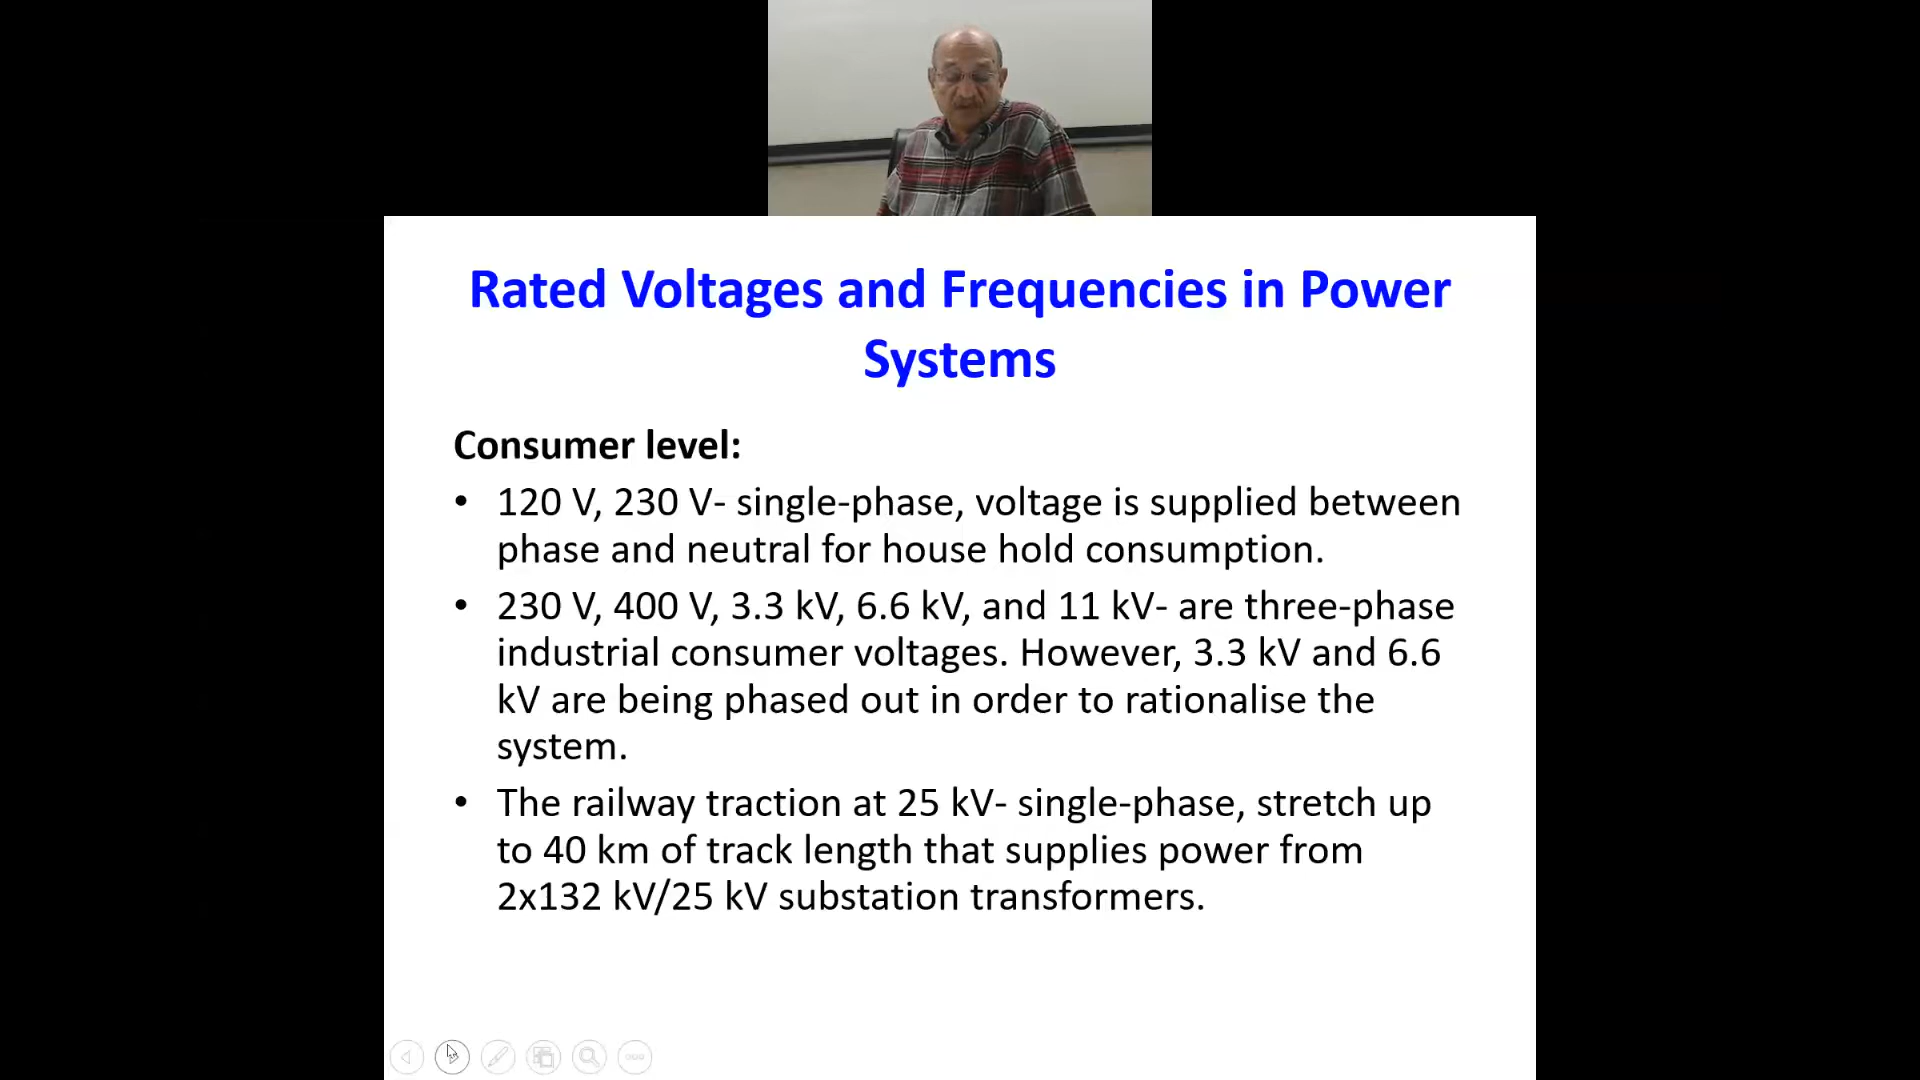 Rated Voltages and Frequencies in Power
Systems
Consumer level:
• 120 V, 230 V- single-phase, voltage is supplied between
phase and neutral for house hold consumption.
• 230 V, 400 V, 3.3 kV, 6.6 kV, and 11 kV- are three-phase
industrial consumer voltages. However, 3.3 kV and 6.6
kV are being phased out in order to rationalise the
system.
• The railway traction at 25 kV- single-phase, stretch up
to 40 km of track length that supplies power from
2x132 kV/25 kV substation transformers.